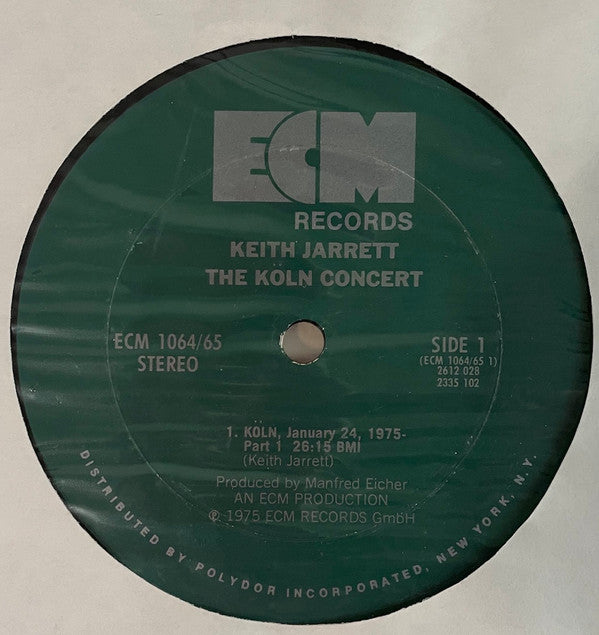 ECM
RECORDS
KEITH JARRETT
THE KOLN CONCERT
ECM 1064/65
STEREO
SIDE 1
(ECM 1064/65 1)
2612 028
2335 102
1. KOLN, January 24, 1975-
Part 1 26:15 BMI
(Keith Jarrett)
Produced by Manfred Eicher
AN ECM PRODUCTION
℗ 1975 ECM RECORDS GmbH
DISTRIBUTED BY POLYDOR INCORPORATED, NEW YORK, N.Y.